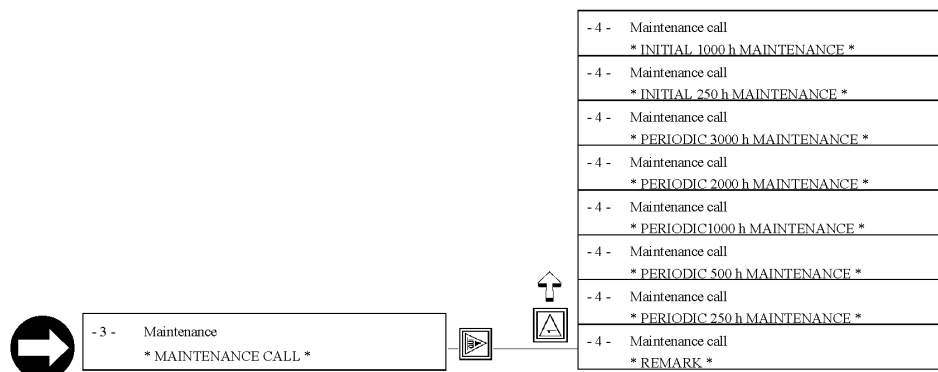 - 4 - Maintenance call
* INITIAL 1000 h MAINTENANCE *
- 4 - Maintenance call
* INITIAL 250 h MAINTENANCE *
- 4 - Maintenance call
* PERIODIC 3000 h MAINTENANCE *
- 4 - Maintenance call
* PERIODIC 2000 h MAINTENANCE *
- 4 - Maintenance call
* PERIODIC1000 h MAINTENANCE *
- 4 - Maintenance call
* PERIODIC 500 h MAINTENANCE *
- 4 - Maintenance call
* PERIODIC 250 h MAINTENANCE *
- 4 - Maintenance call
* REMARK *
- 3 - Maintenance
* MAINTENANCE CALL *